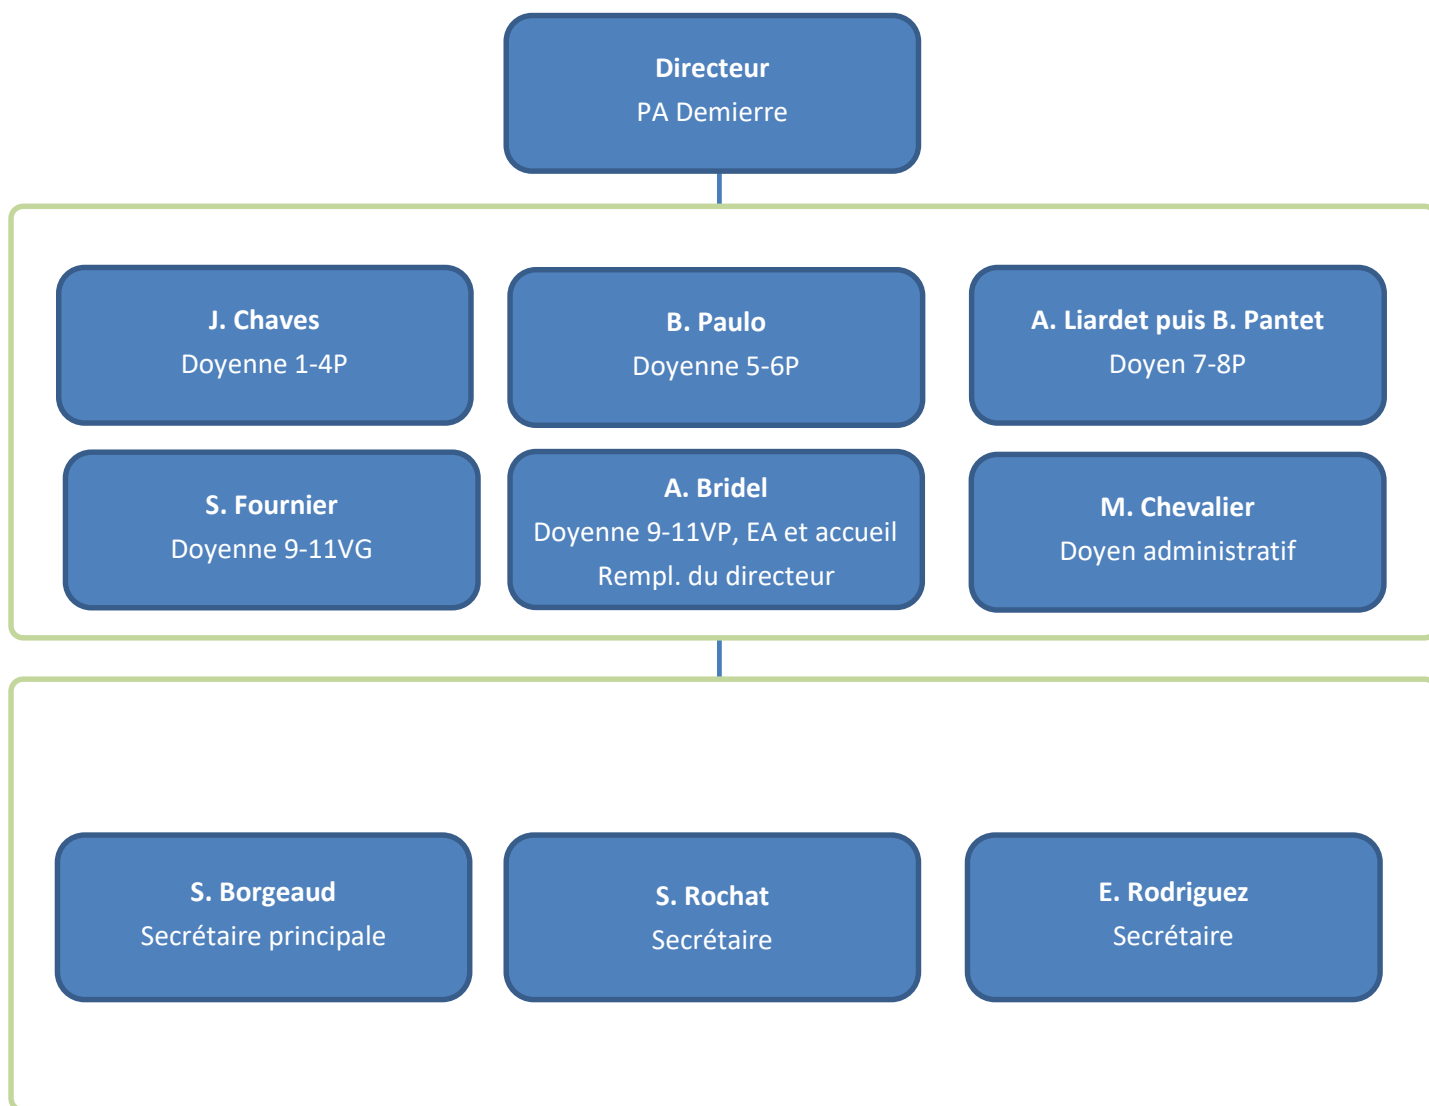 Directeur
PA Demierre
J. Chaves
Doyenne 1-4P
B. Paulo
Doyenne 5-6P
A. Liardet puis B. Pantet
Doyen 7-8P
S. Fournier
Doyenne 9-11VG
A. Bridel
Doyenne 9-11VP, EA et accueil
Rempl. du directeur
M. Chevalier
Doyen administratif
S. Borgeaud
Secrétaire principale
S. Rochat
Secrétaire
E. Rodriguez
Secrétaire